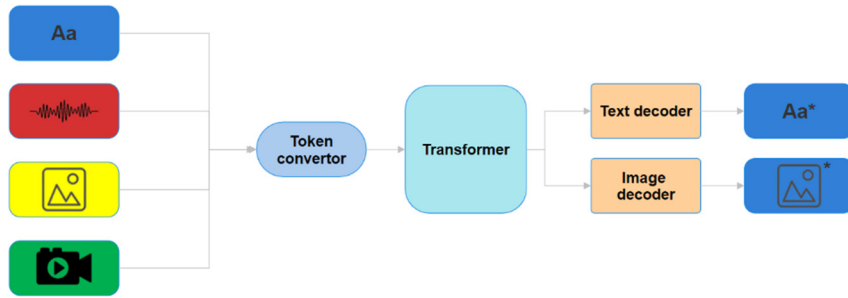 Aa
Token
convertor
Transformer
Text decoder
Aa*
Image
decoder
*